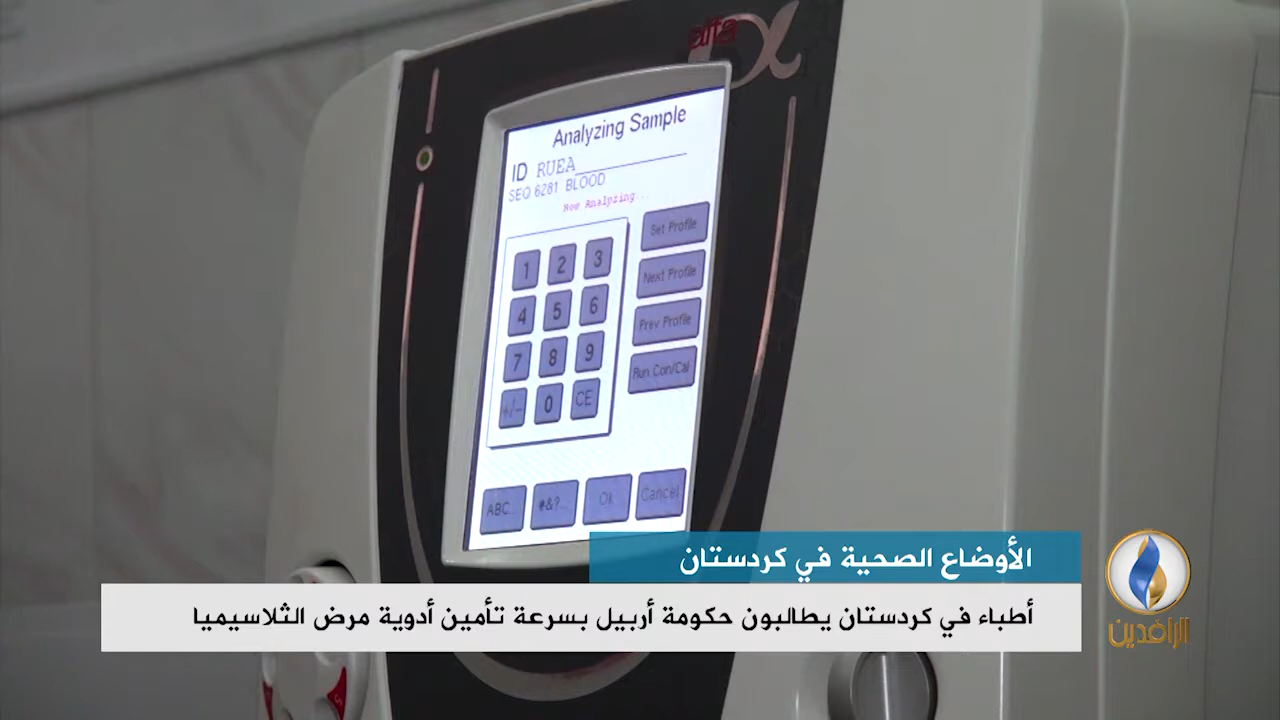 alfa
Analyzing Sample
ID RUEA
SEQ 6281 BLOOD
Now Analyzing...
1 2 3
4 5 6
7 8 9
+/- 0 CE
Set Profile
Next Profile
Prev Profile
Run Con/Cal
ABC... #&?... Ok Cancel
الأوضاع الصحية في كردستان
أطباء في كردستان يطالبون حكومة أربيل بسرعة تأمين أدوية مرض الثلاسيميا
الرافدين